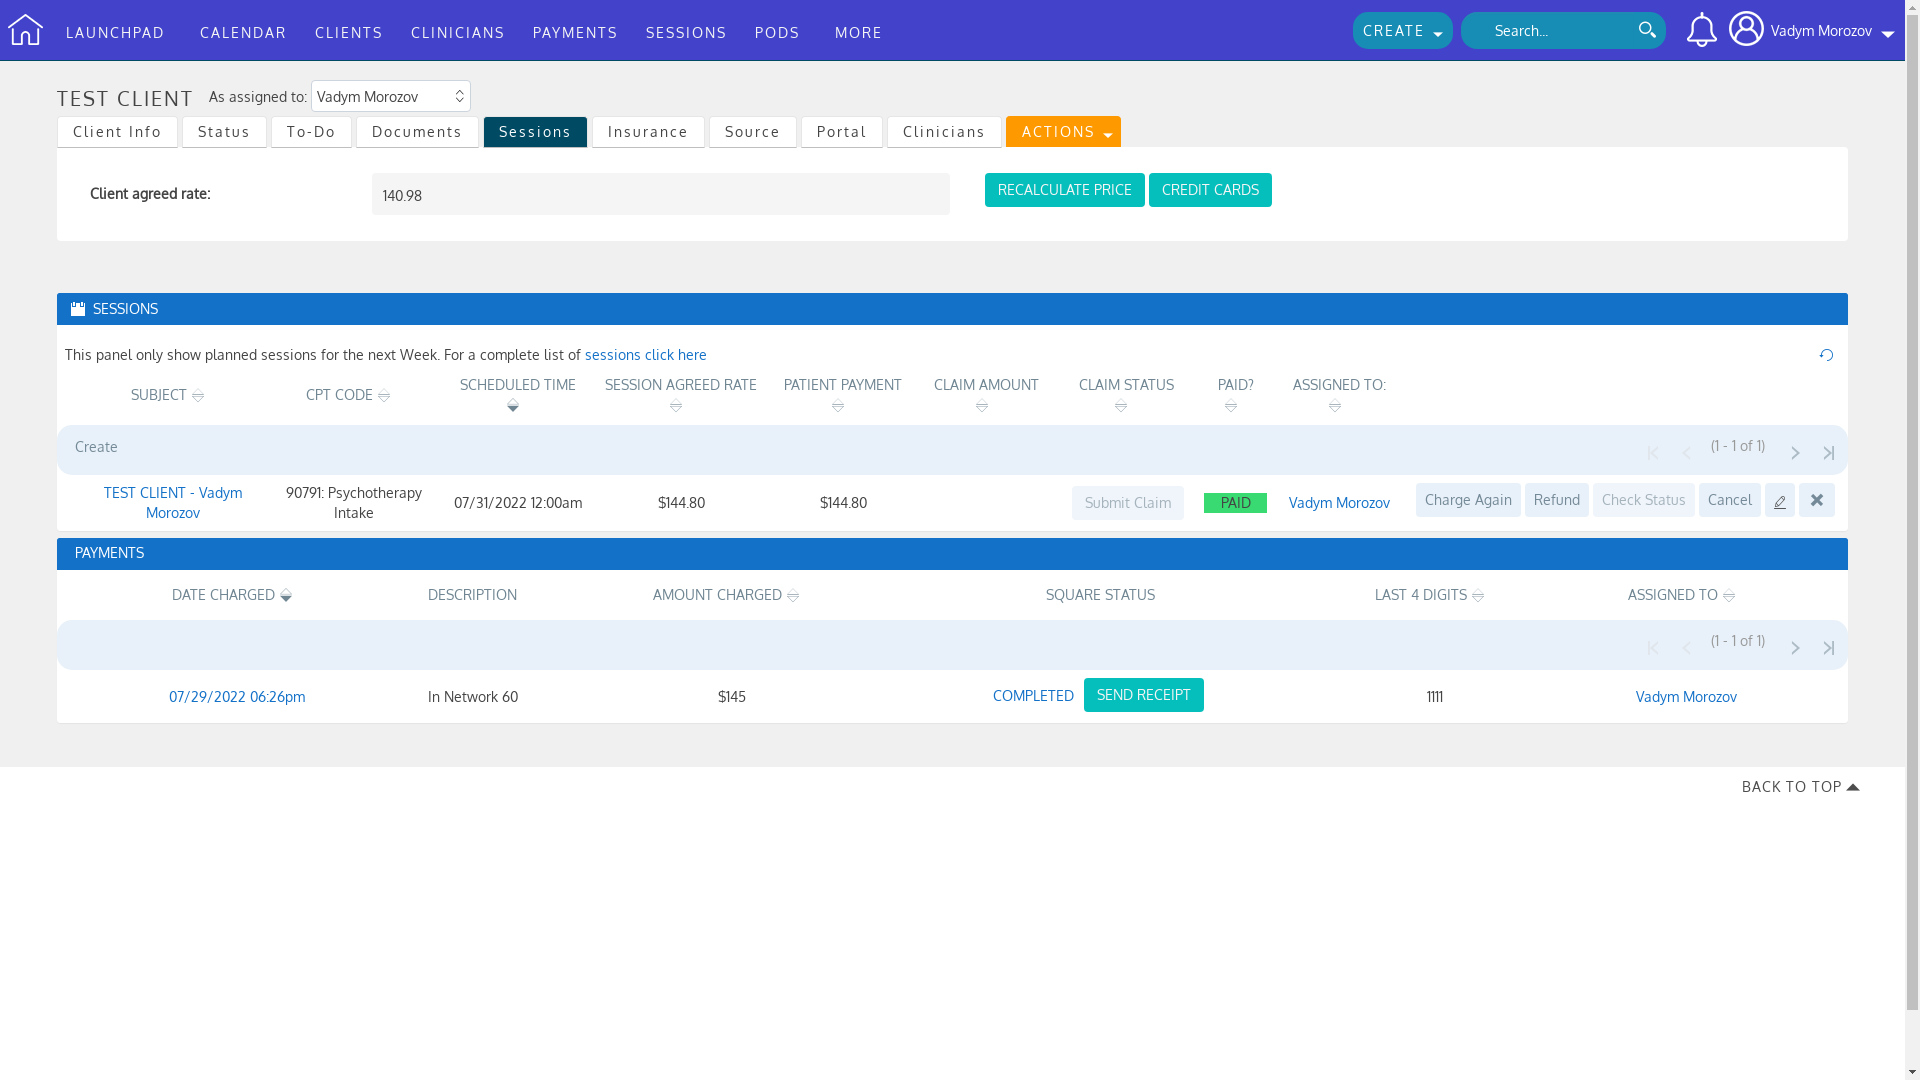 LAUNCHPAD CALENDAR CLIENTS CLINICIANS PAYMENTS SESSIONS PODS MORE CREATE Search... Vadym Morozov
TEST CLIENT As assigned to: Vadym Morozov
Client Info Status To-Do Documents Sessions Insurance Source Portal Clinicians ACTIONS
Client agreed rate: 140.98 RECALCULATE PRICE CREDIT CARDS
SESSIONS
This panel only show planned sessions for the next Week. For a complete list of sessions click here
SUBJECT CPT CODE SCHEDULED TIME SESSION AGREED RATE PATIENT PAYMENT CLAIM AMOUNT CLAIM STATUS PAID? ASSIGNED TO:
Create (1 - 1 of 1)
TEST CLIENT - Vadym Morozov 90791: Psychotherapy Intake 07/31/2022 12:00am $144.80 $144.80 Submit Claim PAID Vadym Morozov Charge Again Refund Check Status Cancel
PAYMENTS
DATE CHARGED DESCRIPTION AMOUNT CHARGED SQUARE STATUS LAST 4 DIGITS ASSIGNED TO
(1 - 1 of 1)
07/29/2022 06:26pm In Network 60 $145 COMPLETED SEND RECEIPT 1111 Vadym Morozov
BACK TO TOP